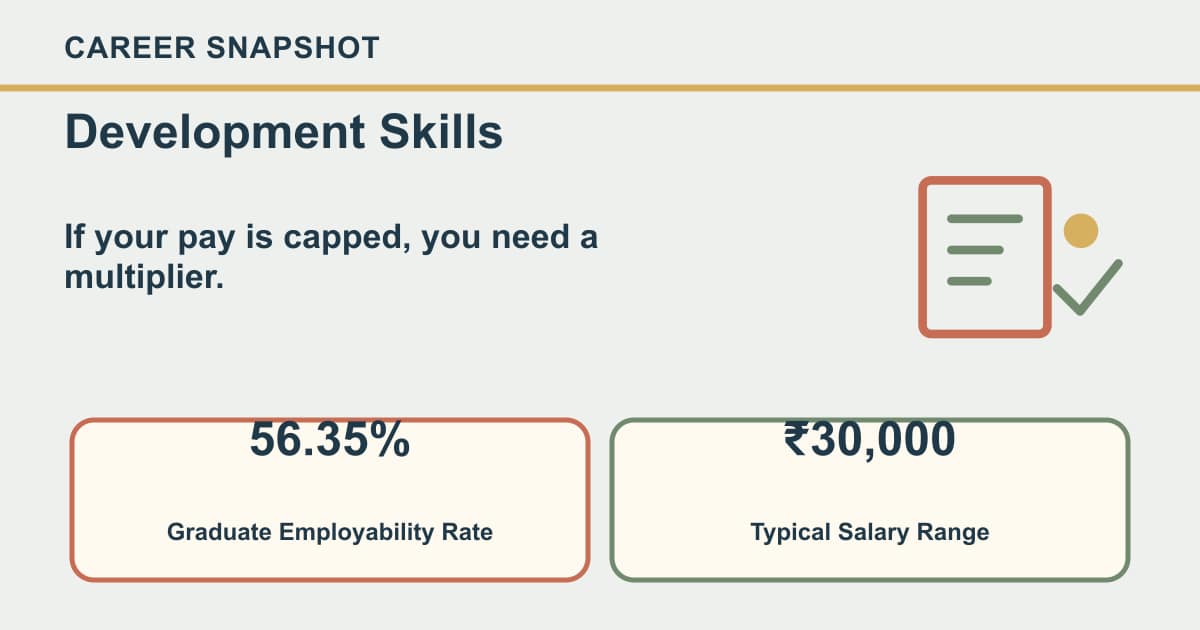 CAREER SNAPSHOT
Development Skills
If your pay is capped, you need a
multiplier.
56.35%
Graduate Employability Rate
₹30,000
Typical Salary Range